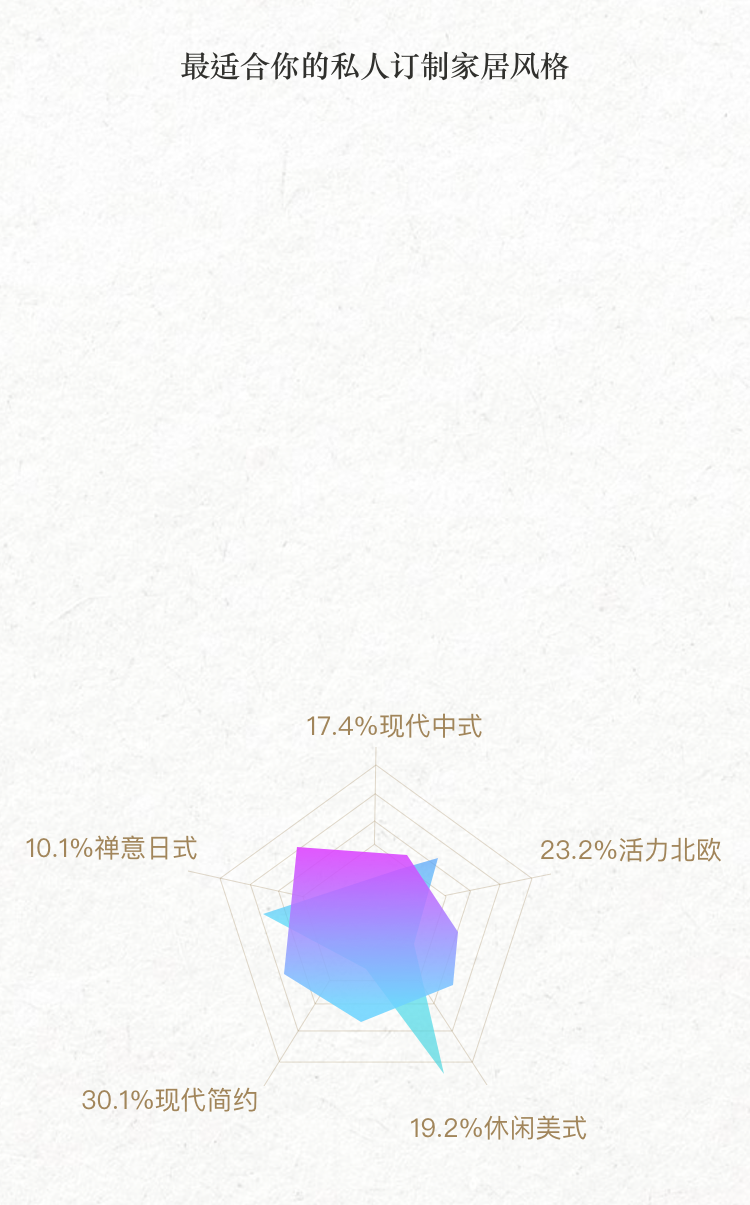 最适合你的私人订制家居风格
17.4%现代中式
10.1%禅意日式
23.2%活力北欧
30.1%现代简约
19.2%休闲美式